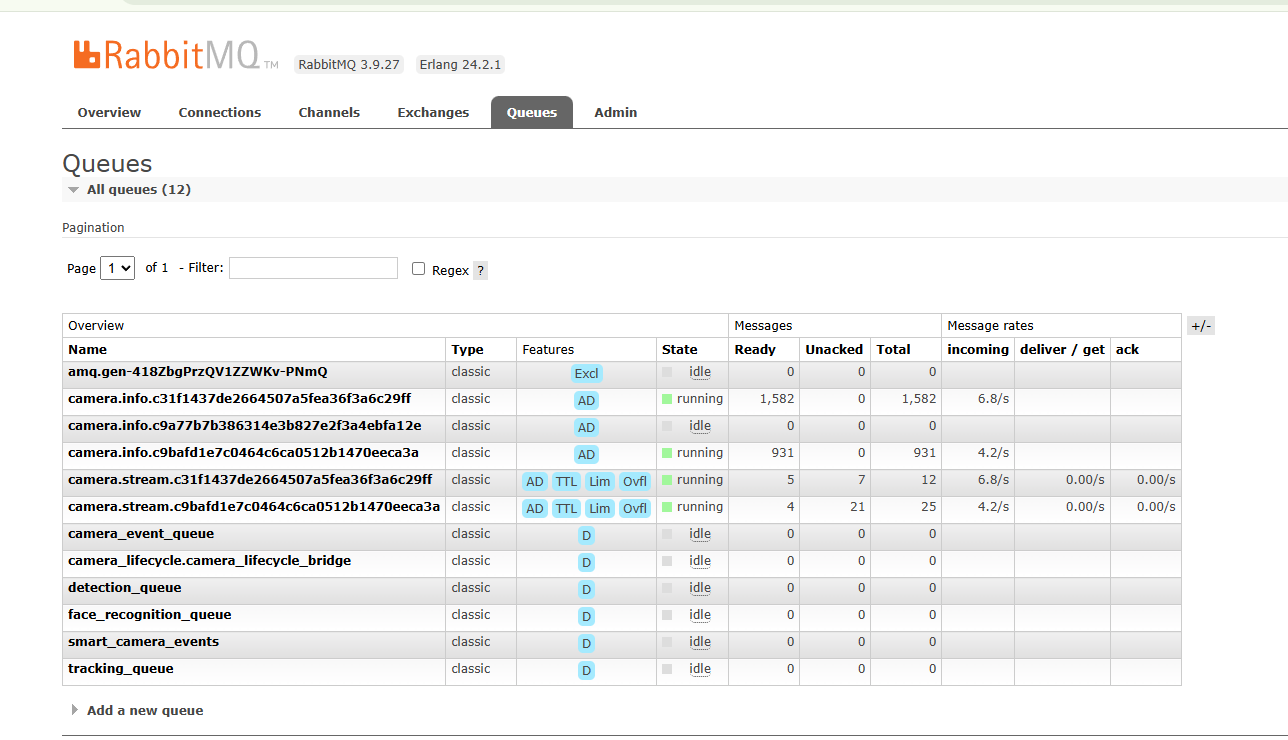 RabbitMQ TM RabbitMQ 3.9.27 Erlang 24.2.1
Overview Connections Channels Exchanges Queues Admin
Queues
All queues (12)
Pagination
Page 1 of 1 - Filter: Regex ?
Overview Messages Message rates +/-
Name Type Features State Ready Unacked Total incoming deliver / get ack
amq.gen-418ZbgPrzQV1ZZWKv-PNmQ classic Excl idle 0 0 0
camera.info.c31f1437de2664507a5fea36f3a6c29ff classic AD running 1,582 0 1,582 6.8/s
camera.info.c9a77b7b386314e3b827e2f3a4ebfa12e classic AD idle 0 0 0
camera.info.c9bafd1e7c0464c6ca0512b1470eeca3a classic AD running 931 0 931 4.2/s
camera.stream.c31f1437de2664507a5fea36f3a6c29ff classic AD TTL Lim Ovfl running 5 7 12 6.8/s 0.00/s 0.00/s
camera.stream.c9bafd1e7c0464c6ca0512b1470eeca3a classic AD TTL Lim Ovfl running 4 21 25 4.2/s 0.00/s 0.00/s
camera_event_queue classic D idle 0 0 0
camera_lifecycle.camera_lifecycle_bridge classic D idle 0 0 0
detection_queue classic D idle 0 0 0
face_recognition_queue classic D idle 0 0 0
smart_camera_events classic D idle 0 0 0
tracking_queue classic D idle 0 0 0
Add a new queue